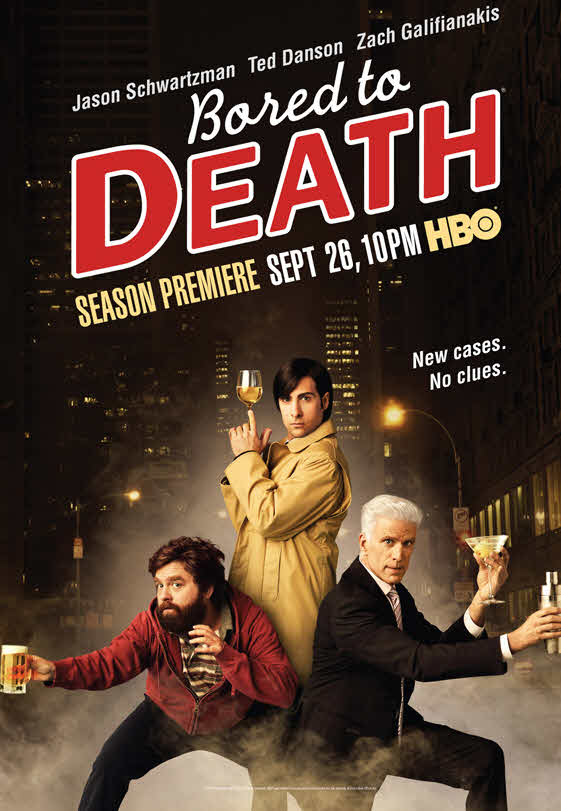 Jason Schwartzman Ted Danson Zach Galifianakis
Bored to
DEATH®
SEASON PREMIERE SEPT 26, 10PM HBO®
New cases.
No clues.